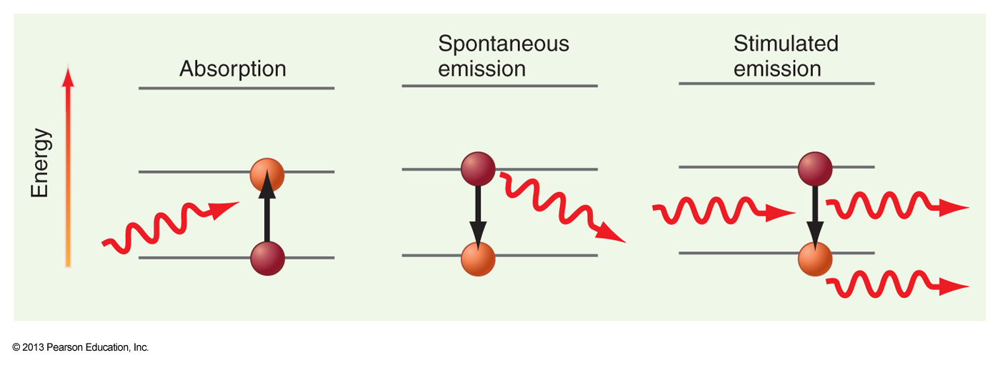 Energy
Absorption
Spontaneous
emission
Stimulated
emission
© 2013 Pearson Education, Inc.